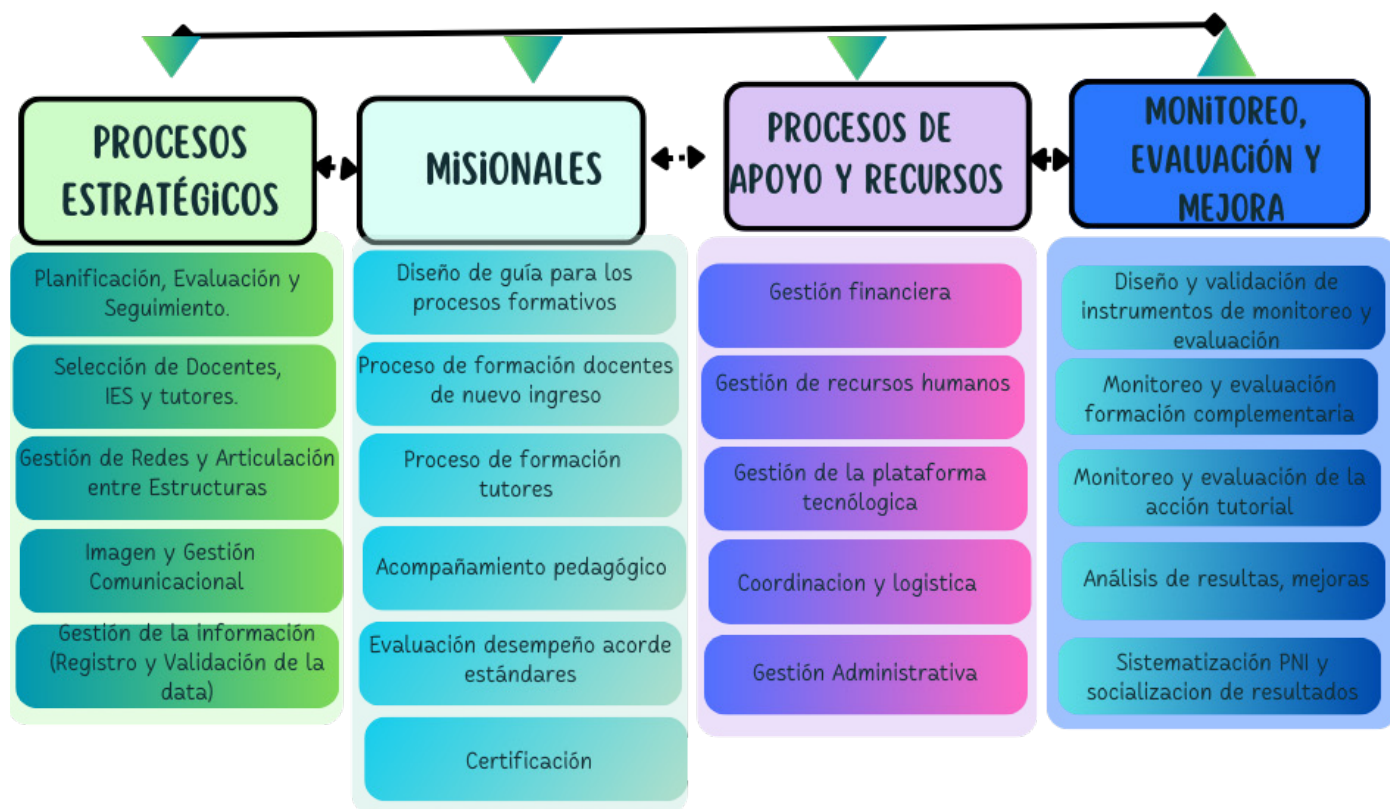 PROCESOS
ESTRATÉGICOS
Planificación, Evaluación y
Seguimiento.
Selección de Docentes,
IES y tutores.
Gestión de Redes y Articulación
entre Estructuras
Imagen y Gestión
Comunicacional
Gestión de la información
(Registro y Validación de la
data)
MISIONALES
Diseño de guía para los
procesos formativos
Proceso de formación docentes
de nuevo ingreso
Proceso de formación
tutores
Acompañamiento pedagógico
Evaluación desempeño acorde
estándares
Certificación
PROCESOS DE
APOYO Y RECURSOS
Gestión financiera
Gestión de recursos humanos
Gestión de la plataforma
tecnólogica
Coordinacion y logistica
Gestión Administrativa
MONITOREO,
EVALUACIÓN Y
MEJORA
Diseño y validación de
instrumentos de monitoreo y
evaluación
Monitoreo y evaluación
formación complementaria
Monitoreo y evaluación de la
acción tutorial
Análisis de resultas, mejoras
Sistematización PNI y
socializacion de resultados